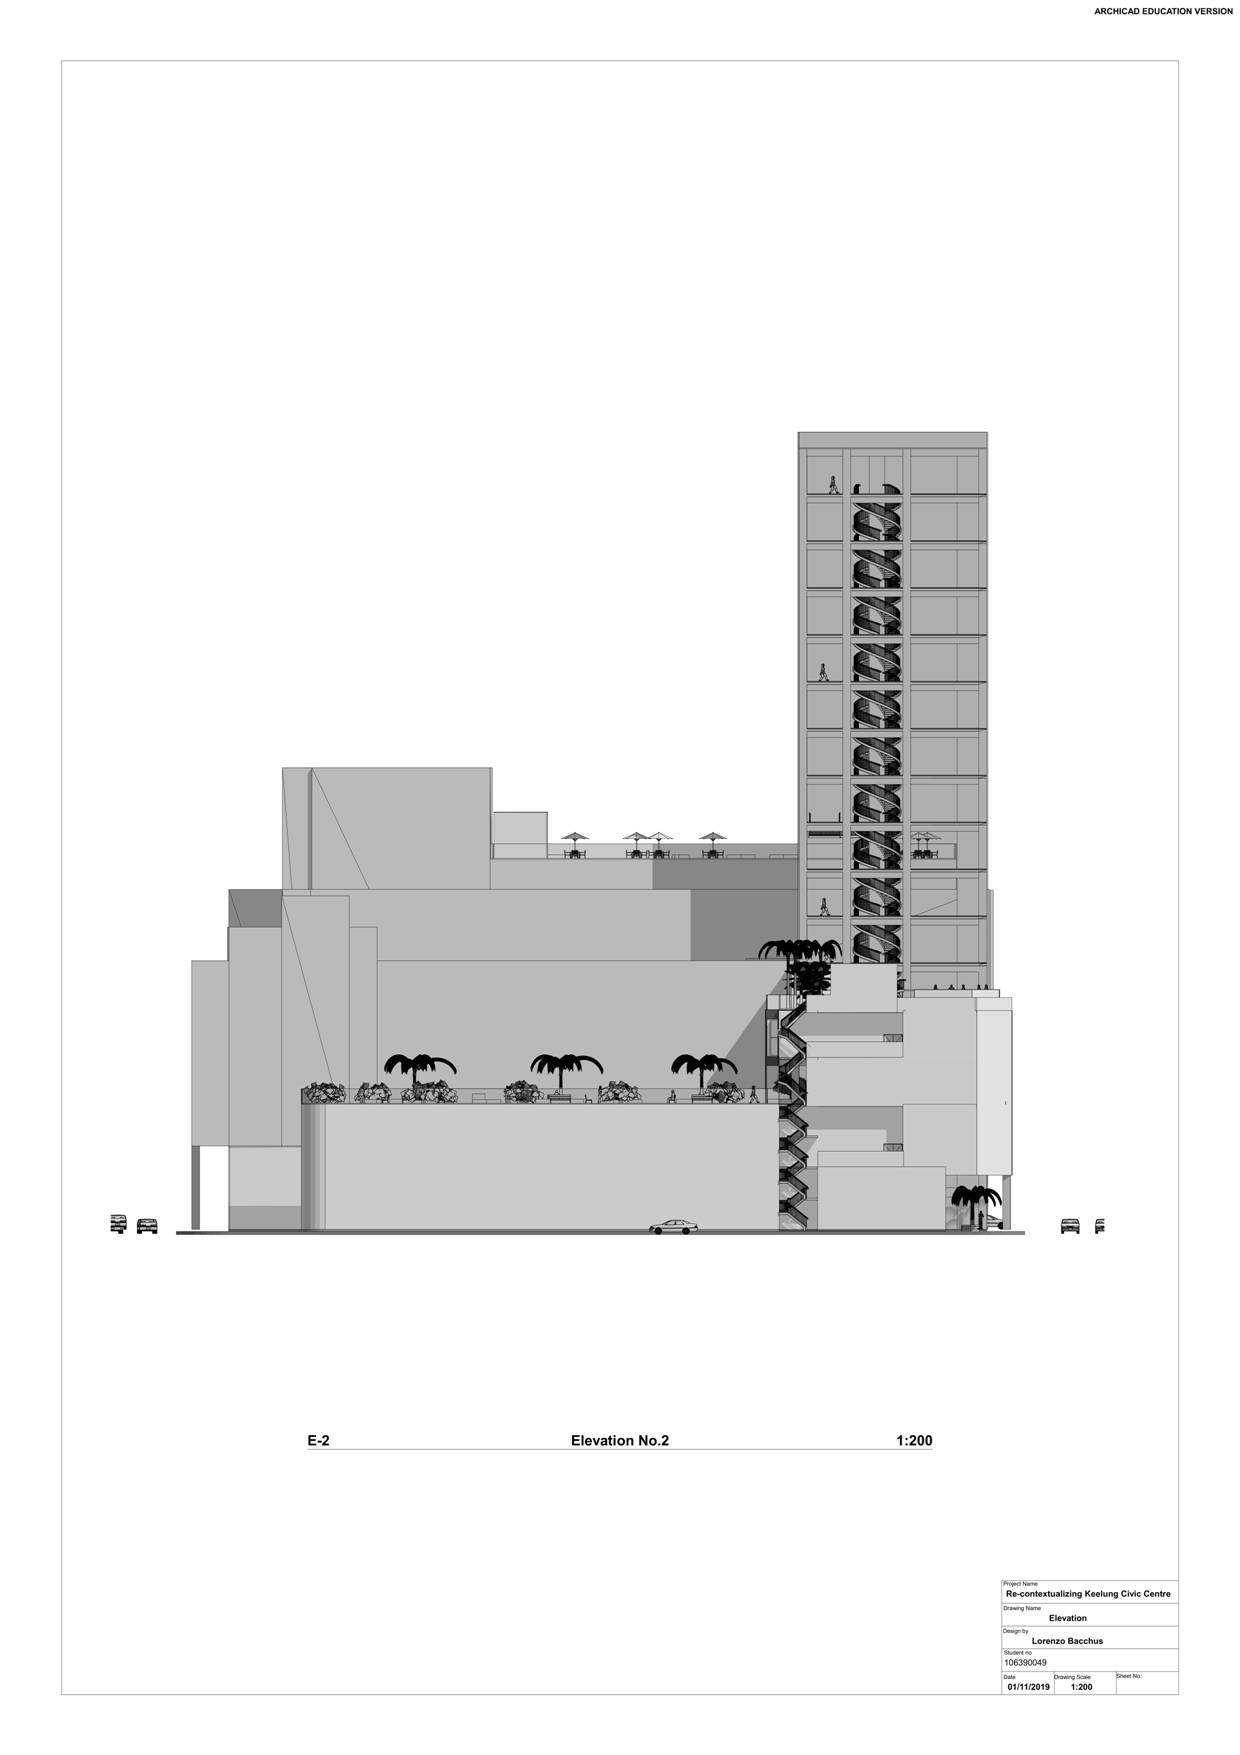 ARCHICAD EDUCATION VERSION
E-2 Elevation No.2 1:200
Project Name
Re-contextualizing Keelung Civic Centre
Drawing Name
Elevation
Design by
Lorenzo Bacchus
Student no
106390049
Date Drawing Scale Sheet No:
01/11/2019 1:200